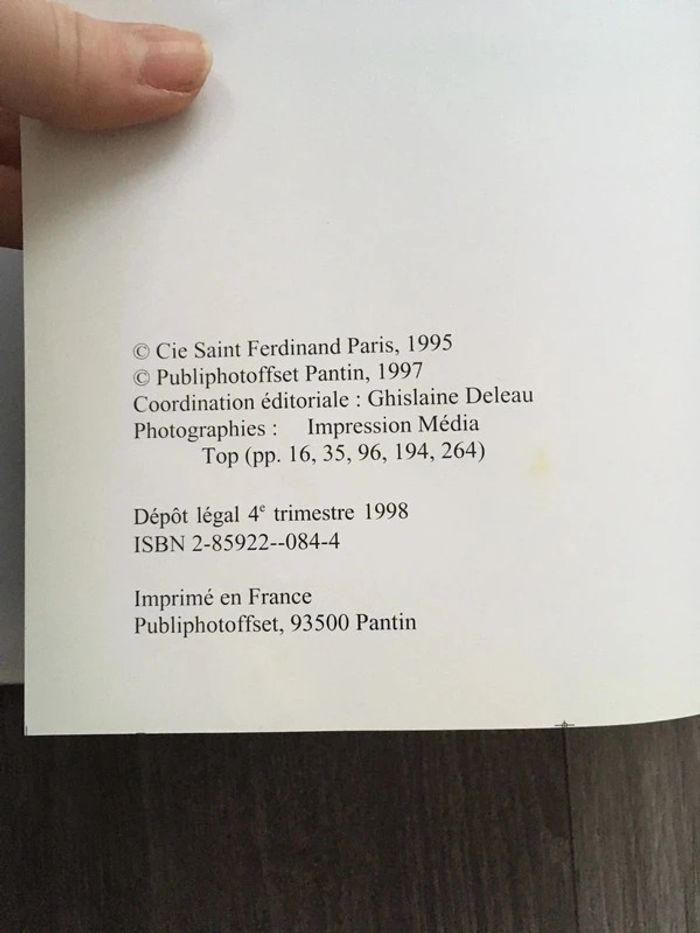 © Cie Saint Ferdinand Paris, 1995
© Publiphotoffset Pantin, 1997
Coordination éditoriale : Ghislaine Deleau
Photographies : Impression Média
Top (pp. 16, 35, 96, 194, 264)
Dépôt légal 4e trimestre 1998
ISBN 2-85922--084-4
Imprimé en France
Publiphotoffset, 93500 Pantin